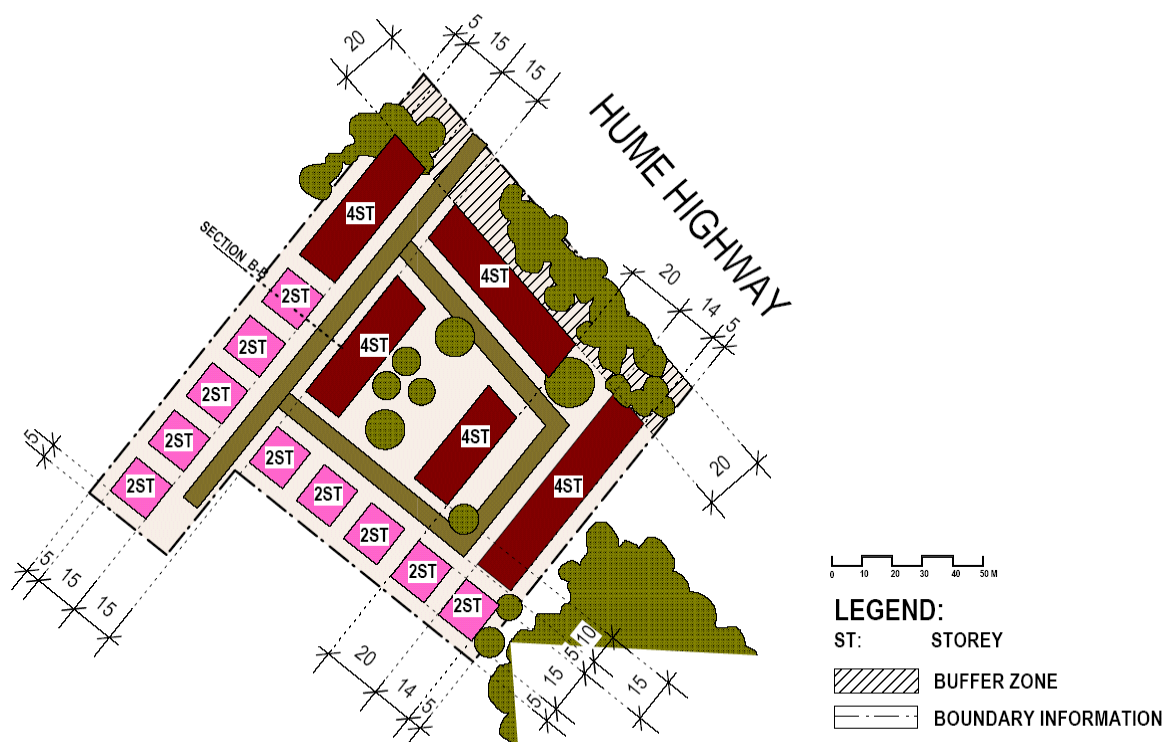 20
5
15
15
HUME HIGHWAY
4ST
SECTION B-B
4ST
20
14
5
2ST
2ST
4ST
2ST
2ST
4ST
5
2ST
2ST
4ST
20
2ST
2ST
2ST
2ST
5
15
15
20
14
5
10
5
15
5
15
0 10 20 30 40 50 M
LEGEND:
ST: STOREY
BUFFER ZONE
BOUNDARY INFORMATION